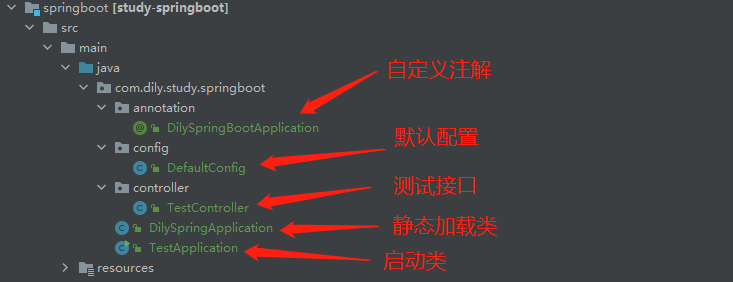 springboot [study-springboot]
src
main
java
com.dily.study.springboot
annotation
DilySpringBootApplication
config
DefaultConfig
controller
TestController
DilySpringApplication
TestApplication
resources
自定义注解
默认配置
测试接口
静态加载类
启动类